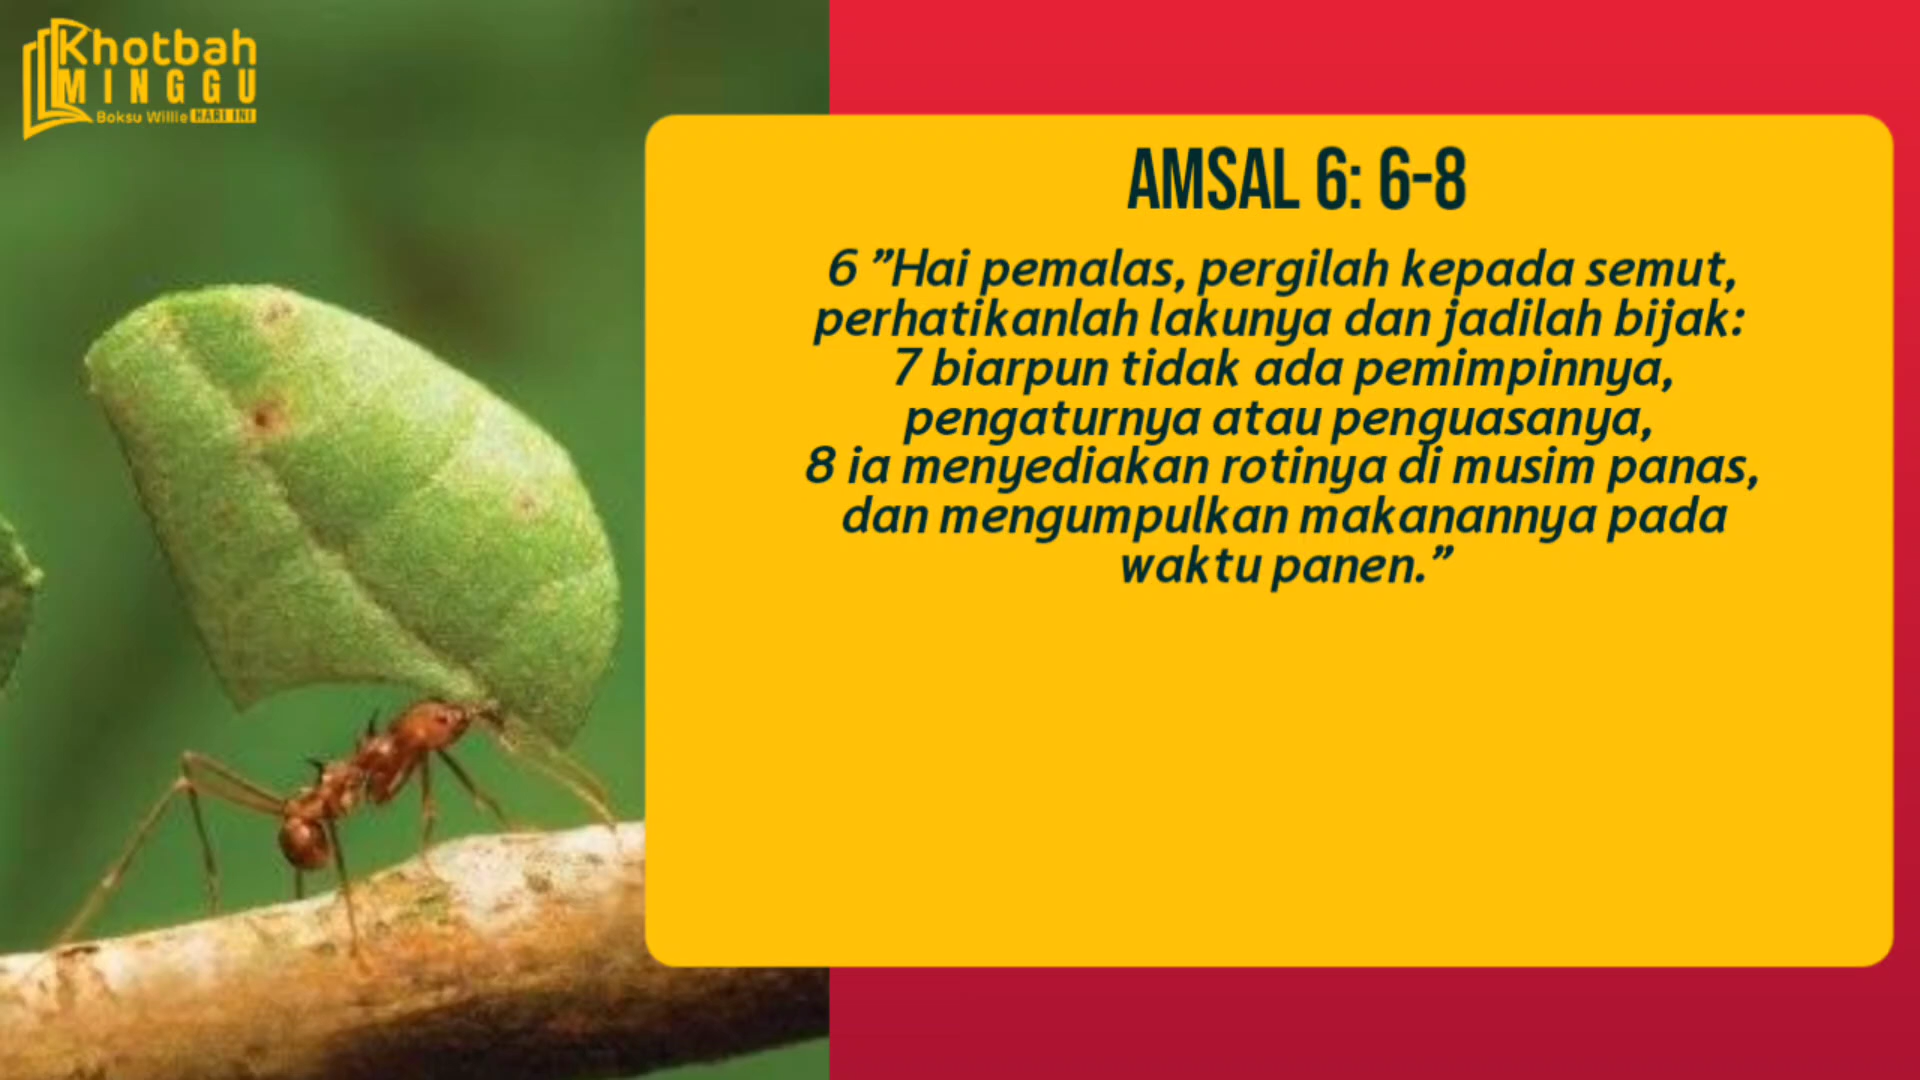 Khotbah
MINGGU
Boksu Willie HARI INI
AMSAL 6: 6-8
6 ”Hai pemalas, pergilah kepada semut,
perhatikanlah lakunya dan jadilah bijak:
7 biarpun tidak ada pemimpinnya,
pengaturnya atau penguasanya,
8 ia menyediakan rotinya di musim panas,
dan mengumpulkan makanannya pada
waktu panen.”